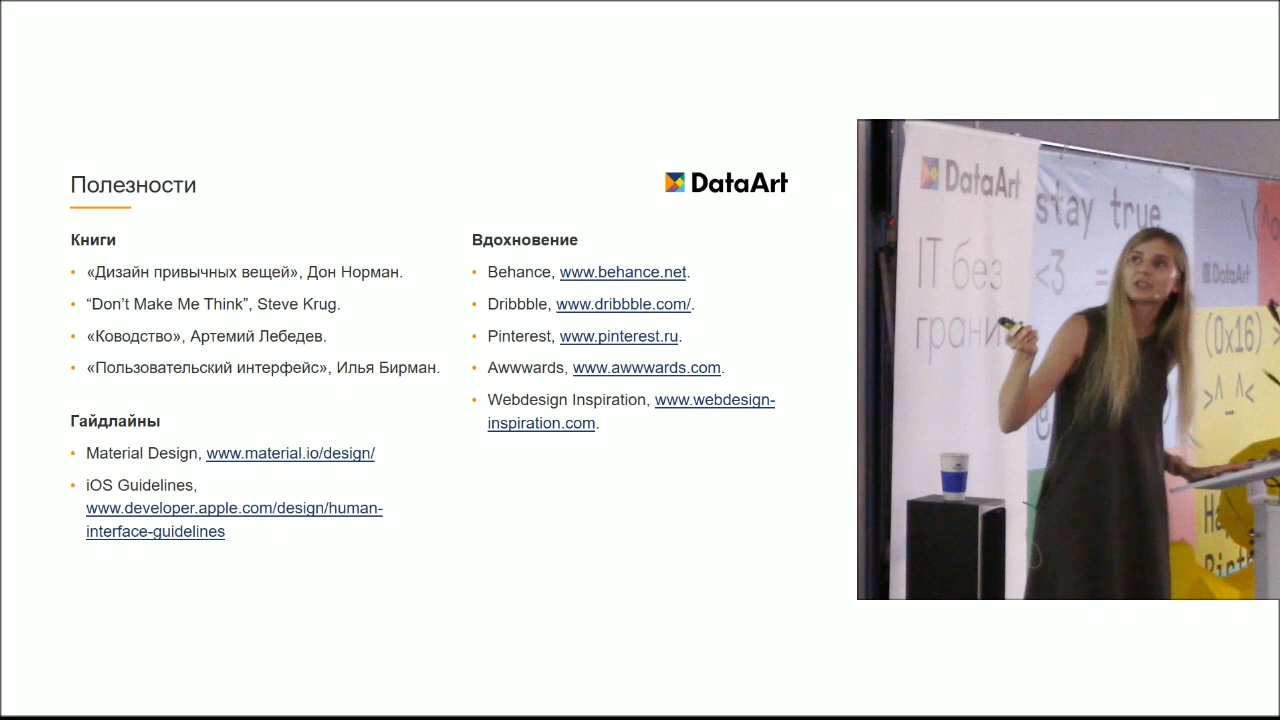 Полезности
DataArt
Книги
• «Дизайн привычных вещей», Дон Норман.
• “Don’t Make Me Think”, Steve Krug.
• «Ководство», Артемий Лебедев.
• «Пользовательский интерфейс», Илья Бирман.
Гайдлайны
• Material Design, www.material.io/design/
• iOS Guidelines,
www.developer.apple.com/design/human-
interface-guidelines
Вдохновение
• Behance, www.behance.net.
• Dribbble, www.dribbble.com/.
• Pinterest, www.pinterest.ru.
• Awwwards, www.awwwards.com.
• Webdesign Inspiration, www.webdesign-
inspiration.com.
DataArt
IT без
stay true
<3 =
DataArt
(0x16)
>^_^<